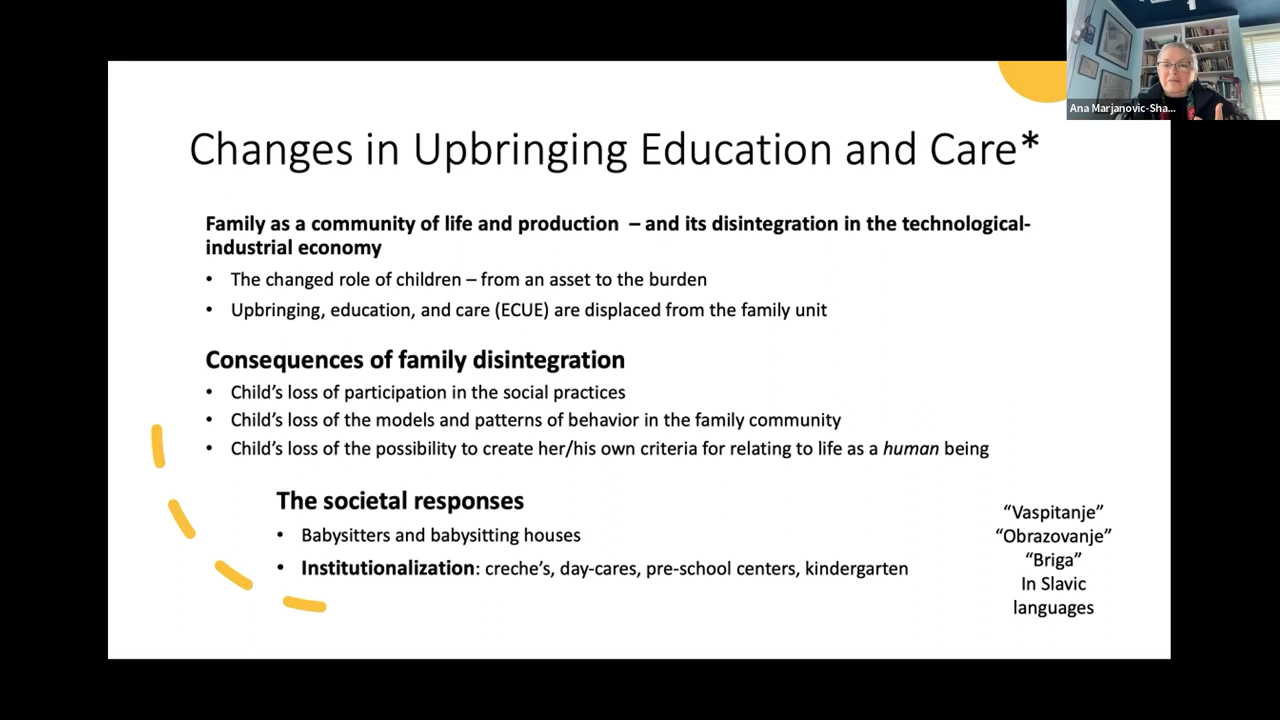 Ana Marjanovic-Sha...
Changes in Upbringing Education and Care*
Family as a community of life and production – and its disintegration in the technological-
industrial economy
• The changed role of children – from an asset to the burden
• Upbringing, education, and care (ECUE) are displaced from the family unit
Consequences of family disintegration
• Child’s loss of participation in the social practices
• Child’s loss of the models and patterns of behavior in the family community
• Child’s loss of the possibility to create her/his own criteria for relating to life as a human being
The societal responses
• Babysitters and babysitting houses
• Institutionalization: creche’s, day-cares, pre-school centers, kindergarten
“Vaspitanje”
“Obrazovanje”
“Briga”
In Slavic
languages